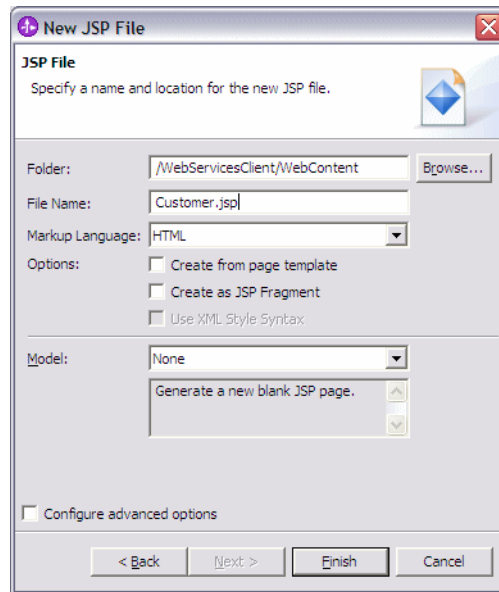 New JSP File
JSP File
Specify a name and location for the new JSP file.
Folder: /WebServicesClient/WebContent Browse...
File Name: Customer.jsp
Markup Language: HTML
Options: Create from page template
Create as JSP Fragment
Use XML Style Syntax
Model: None
Generate a new blank JSP page.
Configure advanced options
< Back Next > Finish Cancel